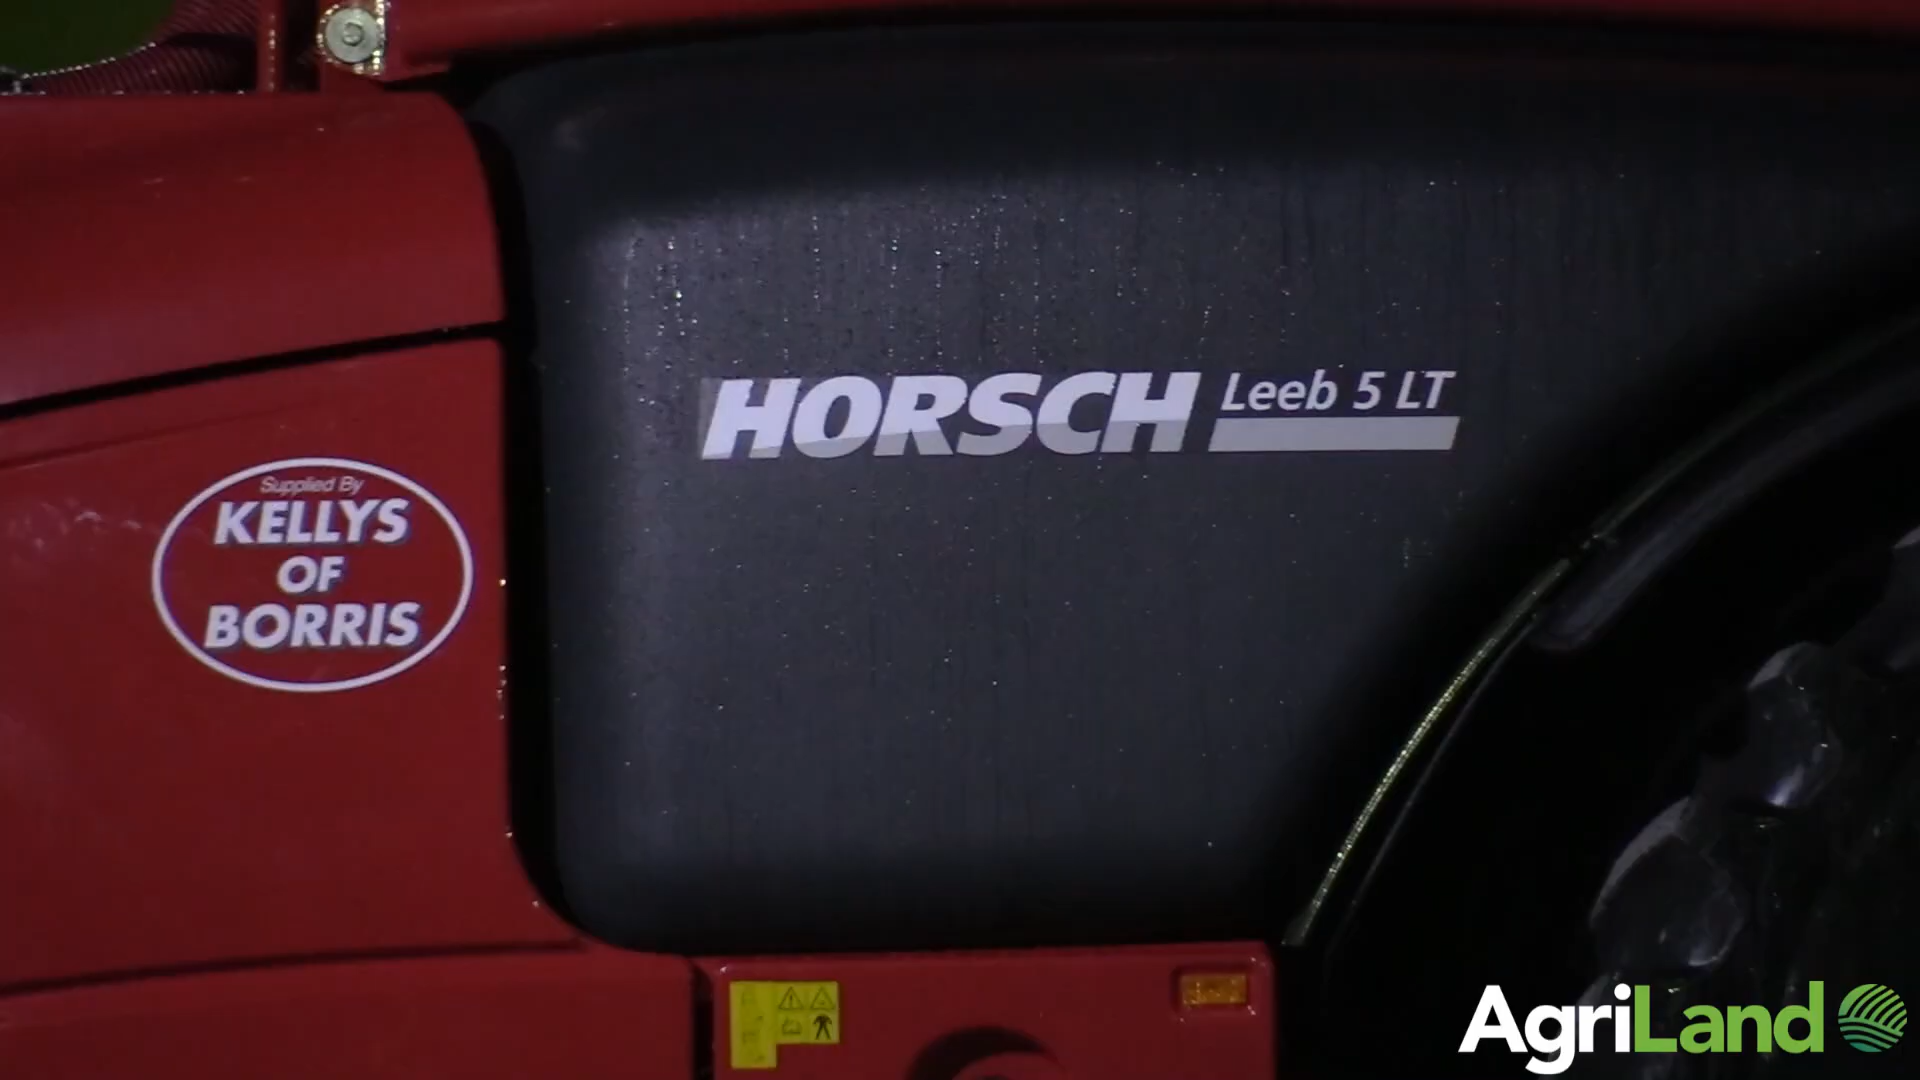 HORSCH Leeb 5 LT
Supplied By
KELLYS
OF
BORRIS
AgriLand